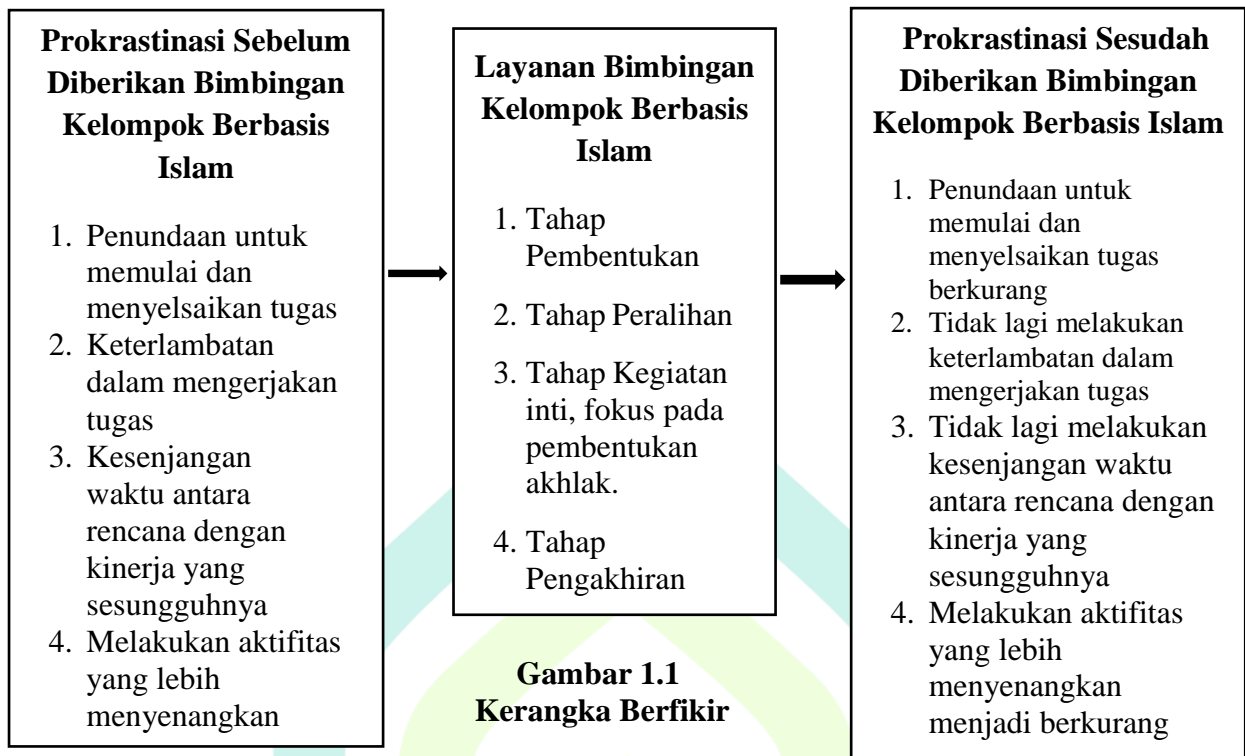 Prokrastinasi Sebelum
Diberikan Bimbingan
Kelompok Berbasis
Islam
1. Penundaan untuk
memulai dan
menyelsaikan tugas
2. Keterlambatan
dalam mengerjakan
tugas
3. Kesenjangan
waktu antara
rencana dengan
kinerja yang
sesungguhnya
4. Melakukan aktifitas
yang lebih
menyenangkan
Layanan Bimbingan
Kelompok Berbasis
Islam
1. Tahap
Pembentukan
2. Tahap Peralihan
3. Tahap Kegiatan
inti, fokus pada
pembentukan
akhlak.
4. Tahap
Pengakhiran
Prokrastinasi Sesudah
Diberikan Bimbingan
Kelompok Berbasis Islam
1. Penundaan untuk
memulai dan
menyelsaikan tugas
berkurang
2. Tidak lagi melakukan
keterlambatan dalam
mengerjakan tugas
3. Tidak lagi melakukan
kesenjangan waktu
antara rencana dengan
kinerja yang
sesungguhnya
4. Melakukan aktifitas
yang lebih
menyenangkan
menjadi berkurang
Gambar 1.1
Kerangka Berfikir